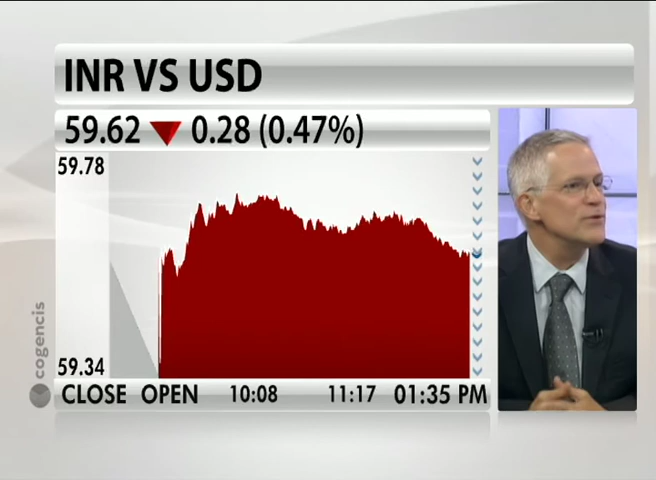 INR VS USD
59.62 0.28 (0.47%)
59.78
59.34
CLOSE OPEN 10:08 11:17 01:35 PM
cogencis